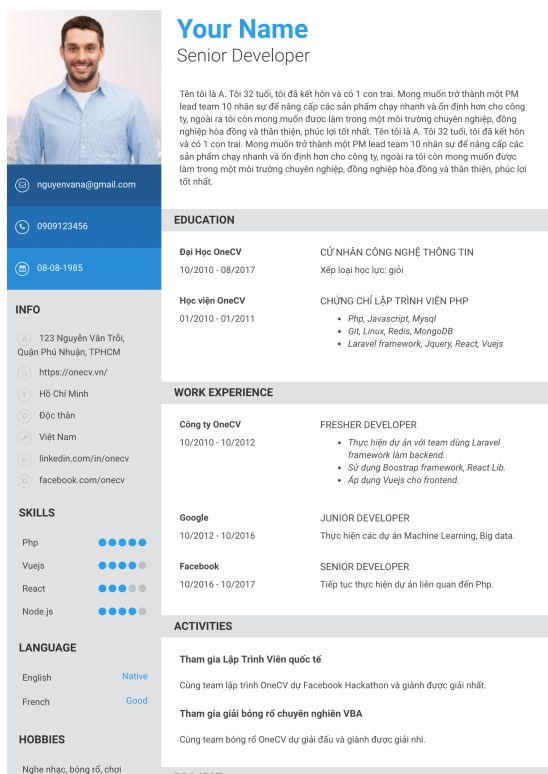 Your Name
Senior Developer
Tên tôi là A. Tôi 32 tuổi, tôi đã kết hôn và có 1 con trai. Mong muốn trở thành một PM
lead team 10 nhân sự để nâng cấp các sản phẩm chạy nhanh và ổn định hơn cho công
ty, ngoài ra tôi còn mong muốn được làm trong một môi trường chuyên nghiệp, đồng
nghiệp hòa đồng và thân thiện, phúc lợi tốt nhất. Tên tôi là A. Tôi 32 tuổi, tôi đã kết hôn
và có 1 con trai. Mong muốn trở thành một PM lead team 10 nhân sự để nâng cấp các
sản phẩm chạy nhanh và ổn định hơn cho công ty, ngoài ra tôi còn mong muốn được
làm trong một môi trường chuyên nghiệp, đồng nghiệp hòa đồng và thân thiện, phúc lợi
tốt nhất.
nguyenvana@gmail.com
0909123456
08-08-1985
INFO
123 Nguyễn Văn Trỗi,
Quận Phú Nhuận, TPHCM
https://onecv.vn/
Hồ Chí Minh
Độc thân
Việt Nam
linkedin.com/in/onecv
facebook.com/onecv
SKILLS
Php
Vuejs
React
Node.js
LANGUAGE
English Native
French Good
HOBBIES
Nghe nhạc, bóng rổ, chơi
EDUCATION
Đại Học OneCV CỬ NHÂN CÔNG NGHỆ THÔNG TIN
10/2010 - 08/2017 Xếp loại học lực: giỏi
Học viện OneCV CHỨNG CHỈ LẬP TRÌNH VIÊN PHP
01/2010 - 01/2011
• Php, Javascript, Mysql
• Git, Linux, Redis, MongoDB
• Laravel framework, Jquery, React, Vuejs
WORK EXPERIENCE
Công ty OneCV FRESHER DEVELOPER
10/2010 - 10/2012
• Thực hiện dự án với team dùng Laravel
framework làm backend.
• Sử dụng Boostrap framework, React Lib.
• Áp dụng Vuejs cho frontend.
Google JUNIOR DEVELOPER
10/2012 - 10/2016 Thực hiện các dự án Machine Learning, Big data.
Facebook SENIOR DEVELOPER
10/2016 - 10/2017 Tiếp tục thực hiện dự án liên quan đến Php.
ACTIVITIES
Tham gia Lập Trình Viên quốc tế
Cùng team lập trình OneCV dự Facebook Hackathon và giành được giải nhất.
Tham gia giải bóng rổ chuyên nghiên VBA
Cùng team bóng rổ OneCV dự giải đấu và giành được giải nhì.